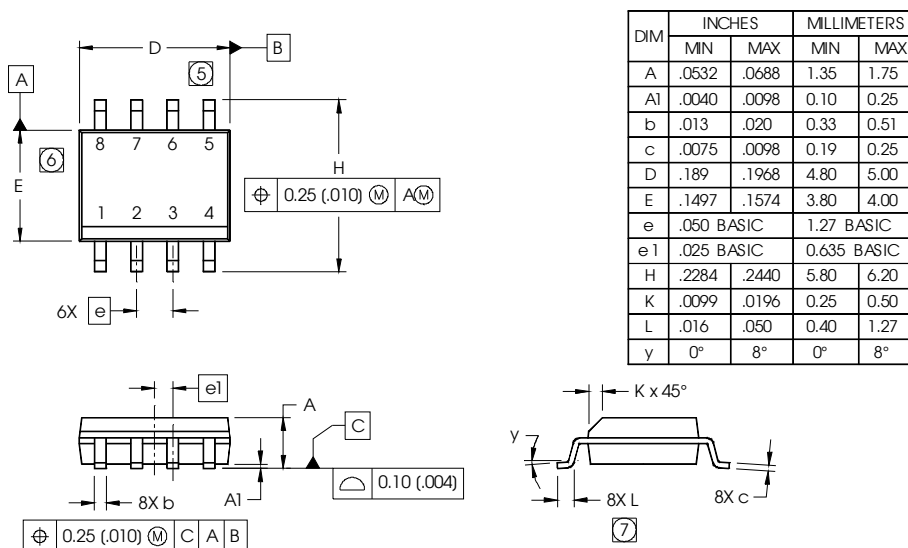 D
B
5
A
8 7 6 5
6
E
H
⌖ 0.25 (.010) Ⓜ AⓂ
1 2 3 4
6X e
DIM INCHES MILLIMETERS
MIN MAX MIN MAX
A .0532 .0688 1.35 1.75
A1 .0040 .0098 0.10 0.25
b .013 .020 0.33 0.51
c .0075 .0098 0.19 0.25
D .189 .1968 4.80 5.00
E .1497 .1574 3.80 4.00
e .050 BASIC 1.27 BASIC
e1 .025 BASIC 0.635 BASIC
H .2284 .2440 5.80 6.20
K .0099 .0196 0.25 0.50
L .016 .050 0.40 1.27
y 0° 8° 0° 8°
e1
A
C
0.10 (.004)
8X b
A1
⌖ 0.25 (.010) Ⓜ C A B
K x 45°
y
8X L
8X c
7